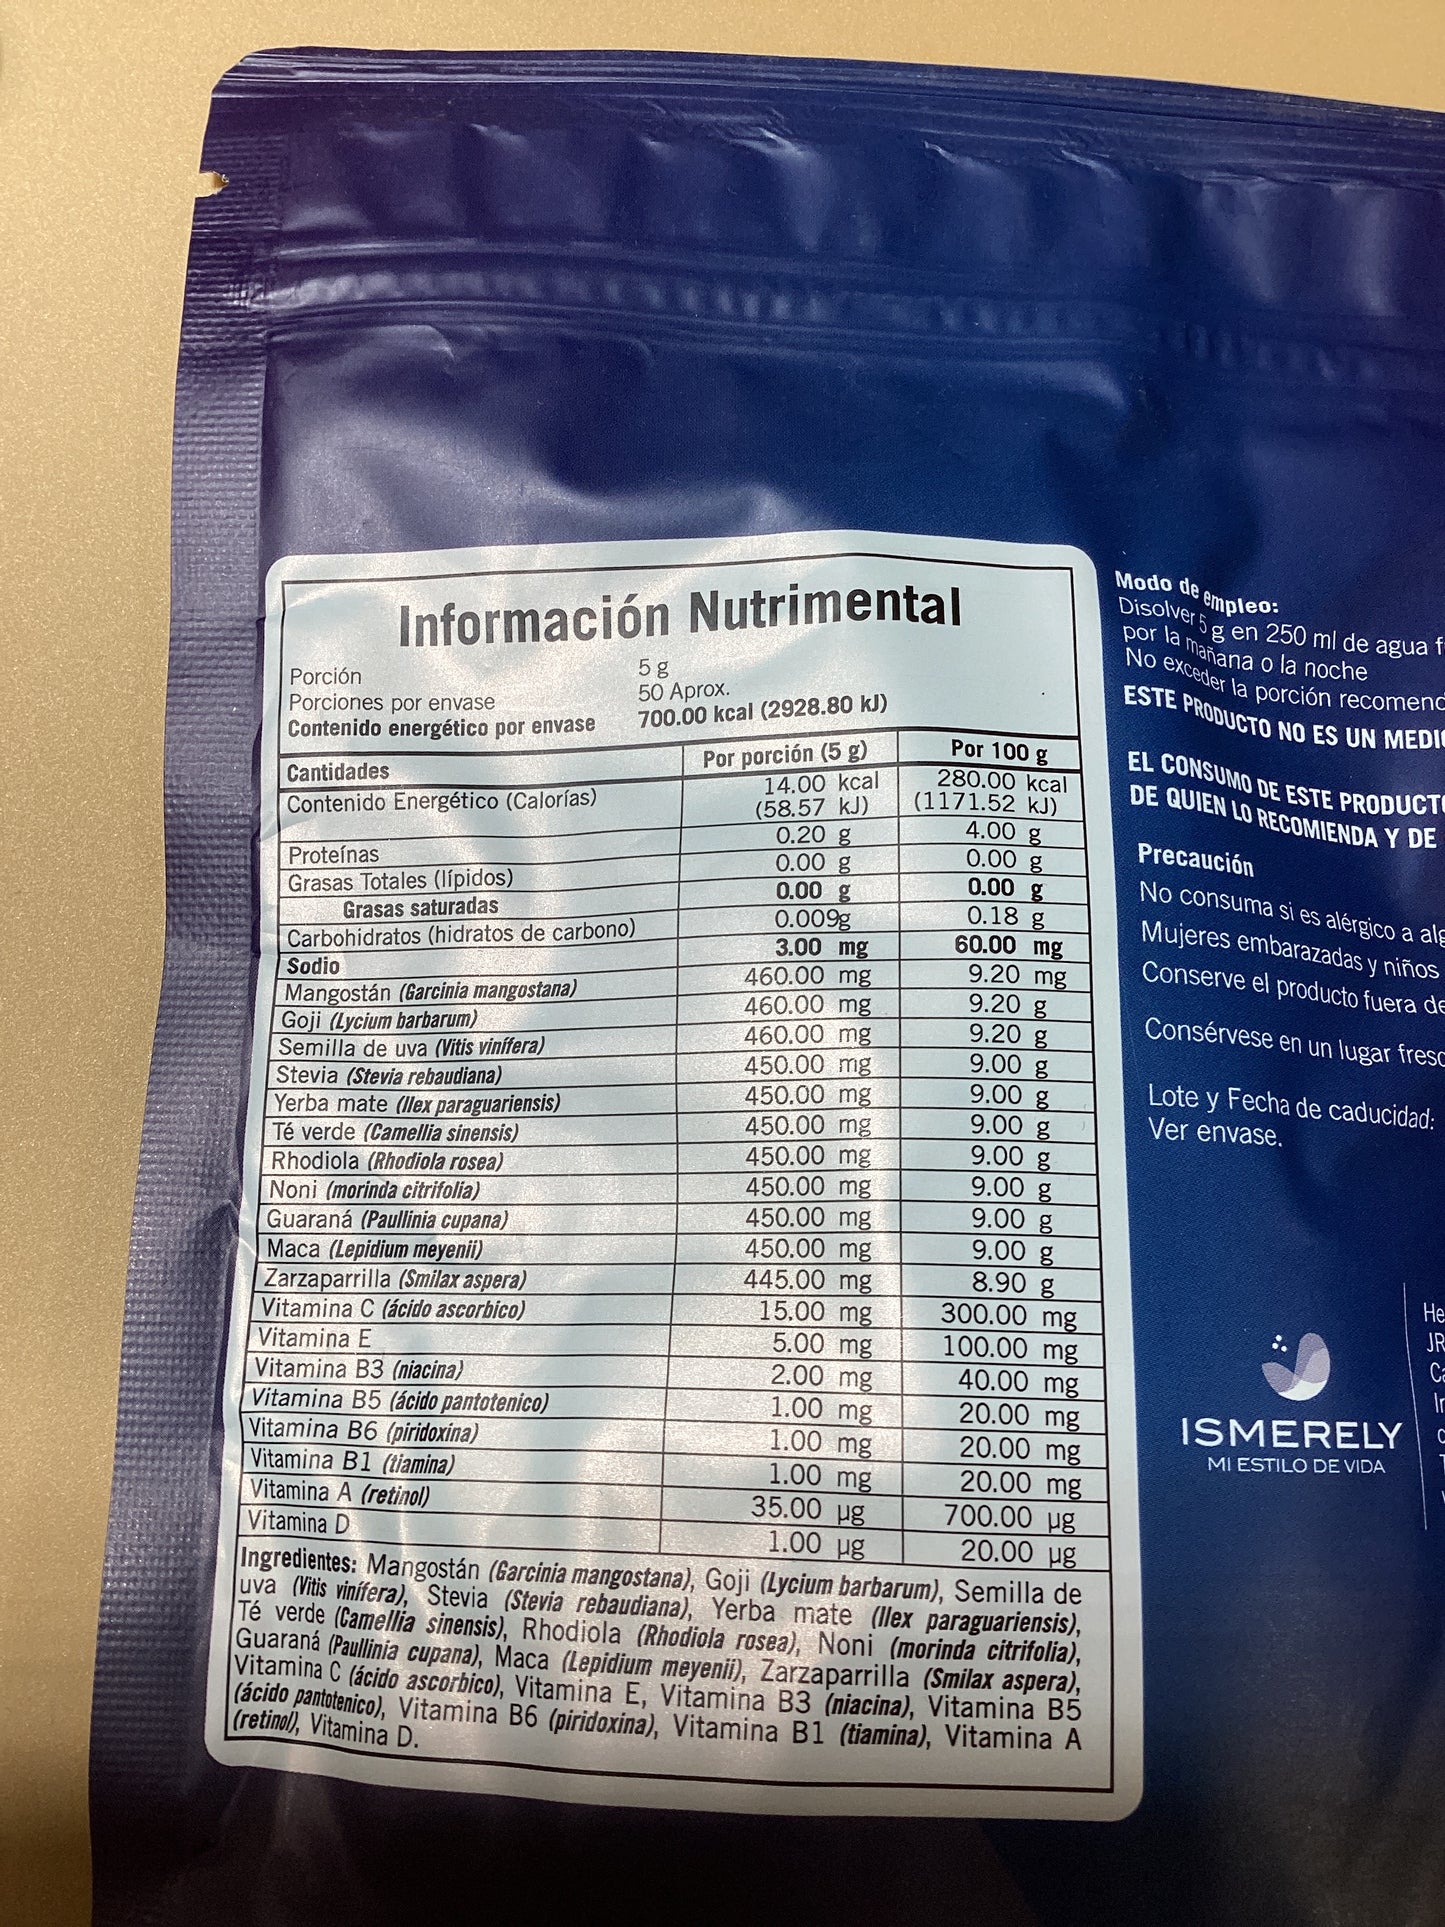 Información Nutrimental
Porción 5 g
Porciones por envase 50 Aprox.
Contenido energético por envase 700.00 kcal (2928.80 kJ)
Cantidades Por porción (5 g) Por 100 g
Contenido Energético (Calorías) 14.00 kcal 280.00 kcal
(58.57 kJ) (1171.52 kJ)
Proteínas 0.20 g 4.00 g
Grasas Totales (lípidos) 0.00 g 0.00 g
Grasas saturadas 0.00 g 0.00 g
Carbohidratos (hidratos de carbono) 0.009g 0.18 g
Sodio 3.00 mg 60.00 mg
Mangostán (Garcinia mangostana) 460.00 mg 9.20 mg
Goji (Lycium barbarum) 460.00 mg 9.20 g
Semilla de uva (Vitis vinífera) 460.00 mg 9.20 g
Stevia (Stevia rebaudiana) 450.00 mg 9.00 g
Yerba mate (Ilex paraguariensis) 450.00 mg 9.00 g
Té verde (Camellia sinensis) 450.00 mg 9.00 g
Rhodiola (Rhodiola rosea) 450.00 mg 9.00 g
Noni (morinda citrifolia) 450.00 mg 9.00 g
Guaraná (Paullinia cupana) 450.00 mg 9.00 g
Maca (Lepidium meyenii) 450.00 mg 9.00 g
Zarzaparrilla (Smilax aspera) 445.00 mg 8.90 g
Vitamina C (ácido ascorbico) 15.00 mg 300.00 mg
Vitamina E 5.00 mg 100.00 mg
Vitamina B3 (niacina) 2.00 mg 40.00 mg
Vitamina B5 (ácido pantotenico) 1.00 mg 20.00 mg
Vitamina B6 (piridoxina) 1.00 mg 20.00 mg
Vitamina B1 (tiamina) 1.00 mg 20.00 mg
Vitamina A (retinol) 35.00 µg 700.00 µg
Vitamina D 1.00 µg 20.00 µg
Ingredientes: Mangostán (Garcinia mangostana), Goji (Lycium barbarum), Semilla de
uva (Vitis vinífera), Stevia (Stevia rebaudiana), Yerba mate (Ilex paraguariensis),
Té verde (Camellia sinensis), Rhodiola (Rhodiola rosea), Noni (morinda citrifolia),
Guaraná (Paullinia cupana), Maca (Lepidium meyenii), Zarzaparrilla (Smilax aspera),
Vitamina C (ácido ascorbico), Vitamina E, Vitamina B3 (niacina), Vitamina B5
(ácido pantotenico), Vitamina B6 (piridoxina), Vitamina B1 (tiamina), Vitamina A
(retinol), Vitamina D.
Modo de empleo:
Disolver 5 g en 250 ml de agua
por la mañana o la noche
No exceder la porción
ESTE PRODUCTO NO ES UN
EL CONSUMO DE ESTE
DE QUIEN LO RECOMIENDA Y DE
Precaución
No consuma si es alérgico a
Mujeres embarazadas y niños
Conserve el producto fuera
Consérvese en un lugar
Lote y Fecha de caducidad:
Ver envase.
ISMERELY
MI ESTILO DE VIDA